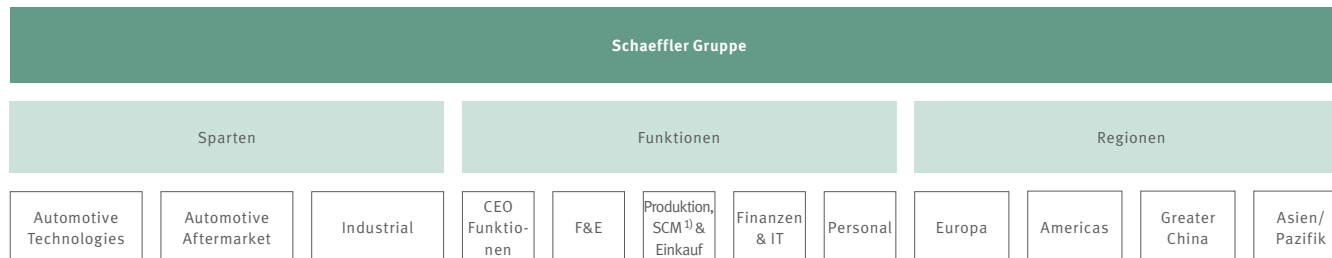 Schaeffler Gruppe
Sparten
Funktionen
Regionen
Automotive
Technologies
Automotive
Aftermarket
Industrial
CEO
Funktio-
nen
F&E
Produktion,
SCM 1) &
Einkauf
Finanzen
& IT
Personal
Europa
Americas
Greater
China
Asien/
Pazifik